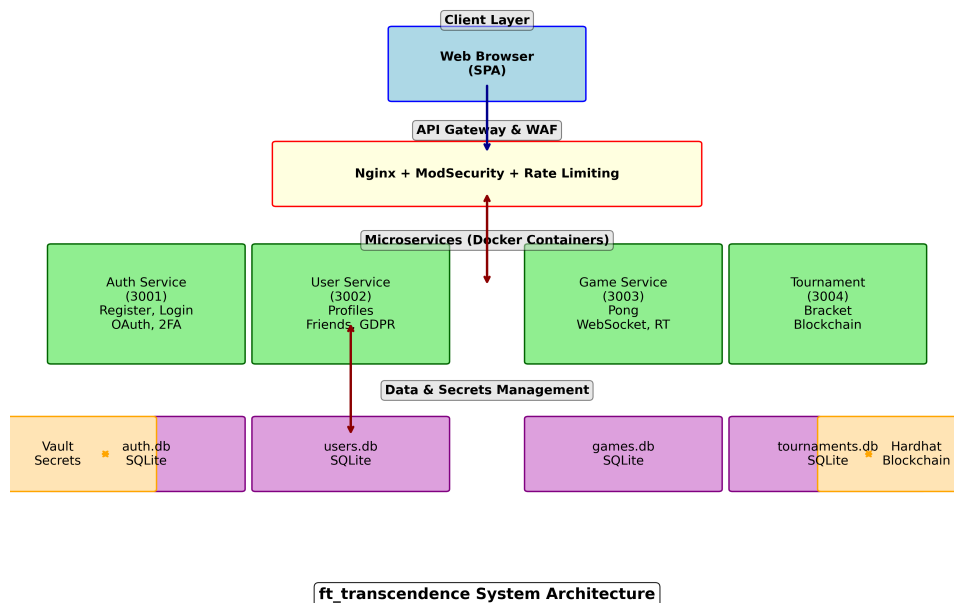 Client Layer
Web Browser
(SPA)
API Gateway & WAF
Nginx + ModSecurity + Rate Limiting
Microservices (Docker Containers)
Auth Service
(3001)
Register, Login
OAuth, 2FA
User Service
(3002)
Profiles
Friends, GDPR
Game Service
(3003)
Pong
WebSocket, RT
Tournament
(3004)
Bracket
Blockchain
Data & Secrets Management
Vault
Secrets
auth.db
SQLite
users.db
SQLite
games.db
SQLite
tournaments.db
SQLite
Hardhat
Blockchain
ft_transcendence System Architecture